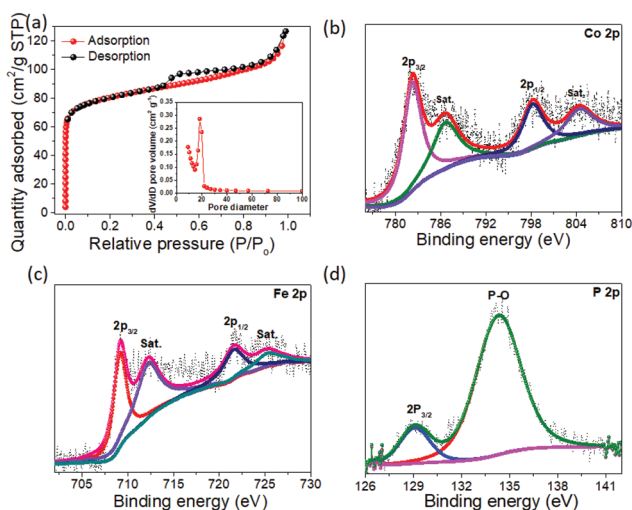 (a)
Adsorption
Desorption
Quantity adsorbed (cm²/g STP)
120
100
80
60
40
20
0
0.0 0.2 0.4 0.6 0.8 1.0
Relative pressure (P/Po)
dV/dD pore volume (cm³ g⁻¹)
0.35
0.30
0.25
0.20
0.15
0.10
0.05
0.00
0 20 40 60 80 100
Pore diameter
(b)
Co 2p
2p3/2
Sat.
2p1/2
Sat.
780 786 792 798 804 810
Binding energy (eV)
(c)
Fe 2p
2p3/2
Sat.
2p1/2
Sat.
705 710 715 720 725 730
Binding energy (eV)
(d)
P 2p
P-O
2P3/2
126 129 132 135 138 141
Binding energy (eV)